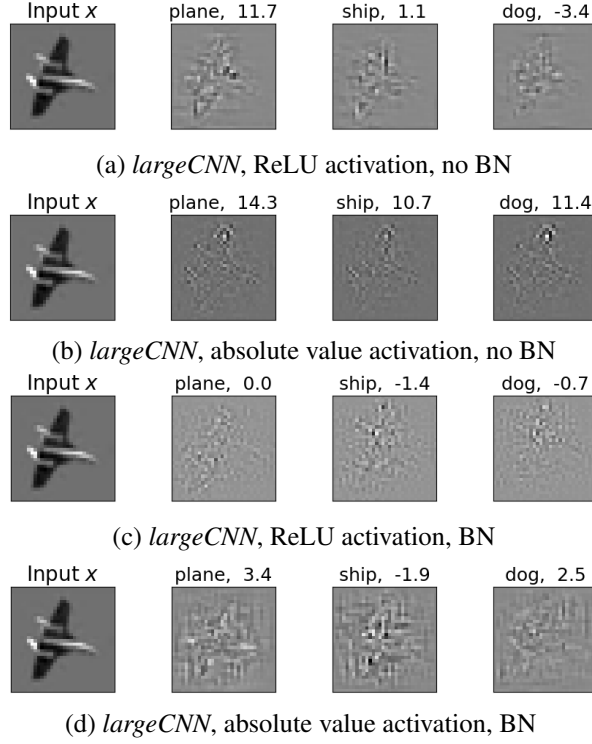 Input x plane, 11.7 ship, 1.1 dog, -3.4
(a) largeCNN, ReLU activation, no BN
Input x plane, 14.3 ship, 10.7 dog, 11.4
(b) largeCNN, absolute value activation, no BN
Input x plane, 0.0 ship, -1.4 dog, -0.7
(c) largeCNN, ReLU activation, BN
Input x plane, 3.4 ship, -1.9 dog, 2.5
(d) largeCNN, absolute value activation, BN